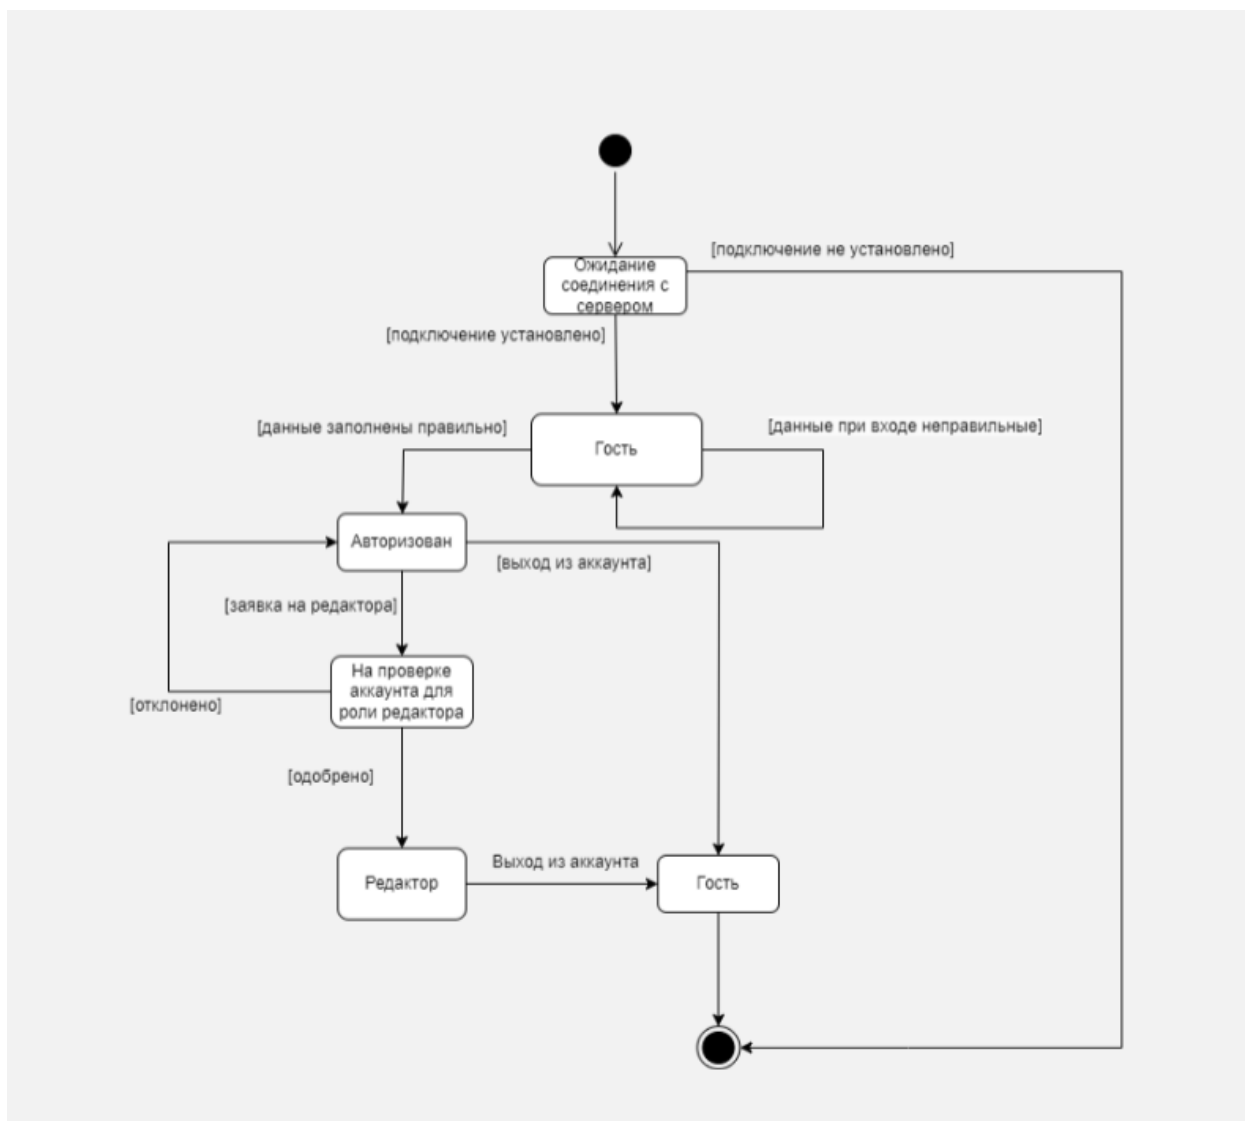 [подключение не установлено]
Ожидание
соединения с
сервером
[подключение установлено]
[данные заполнены правильно]
Гость
[данные при входе неправильные]
Авторизован
[выход из аккаунта]
[заявка на редактора]
На проверке
аккаунта для
роли редактора
[отклонено]
[одобрено]
Редактор
Выход из аккаунта
Гость